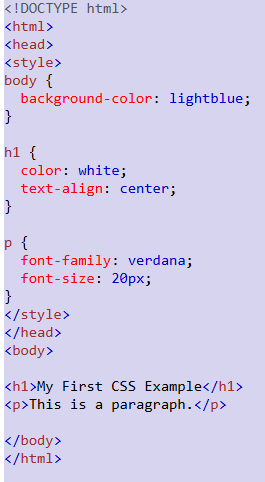 <!DOCTYPE html>
<html>
<head>
<style>
body {
  background-color: lightblue;
}

h1 {
  color: white;
  text-align: center;
}

p {
  font-family: verdana;
  font-size: 20px;
}
</style>
</head>
<body>

<h1>My First CSS Example</h1>
<p>This is a paragraph.</p>

</body>
</html>